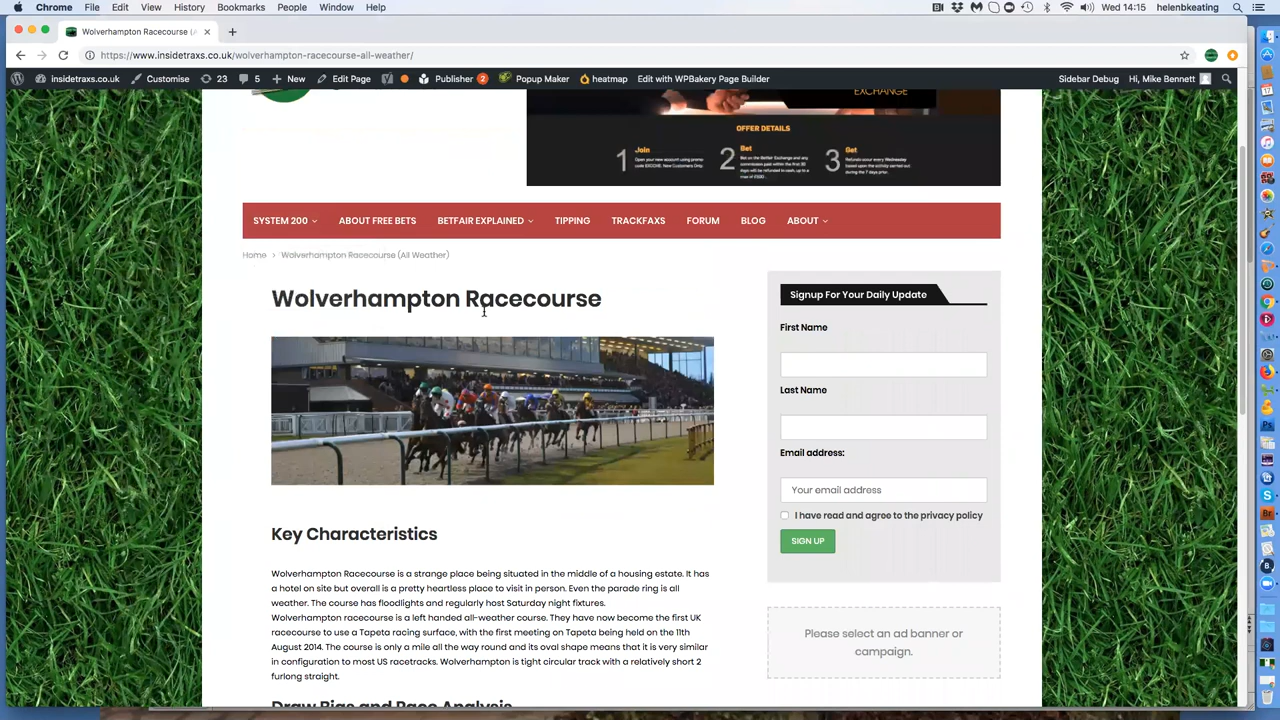 Chrome File Edit View History Bookmarks People Window Help Wed 14:15 helenbkeating
Wolverhampton Racecourse (A
https://www.insidetraxs.co.uk/wolverhampton-racecourse-all-weather/
insidetraxs.co.uk Customise 23 5 New Edit Page Publisher 2 Popup Maker heatmap Edit with WPBakery Page Builder Sidebar Debug Hi, Mike Bennett
EXCHANGE
OFFER DETAILS
1 Join 2 Bet 3 Get
SYSTEM 200 ABOUT FREE BETS BETFAIR EXPLAINED TIPPING TRACKFAXS FORUM BLOG ABOUT
Home › Wolverhampton Racecourse (All Weather)
Wolverhampton Racecourse
Signup For Your Daily Update
First Name
Last Name
Email address:
Your email address
I have read and agree to the privacy policy
SIGN UP
Key Characteristics
Wolverhampton Racecourse is a strange place being situated in the middle of a housing estate. It has
a hotel on site but overall is a pretty heartless place to visit in person. Even the parade ring is all
weather. The course has floodlights and regularly host Saturday night fixtures.
Wolverhampton racecourse is a left handed all-weather course. They have now become the first UK
racecourse to use a Tapeta racing surface, with the first meeting on Tapeta being held on the 11th
August 2014. The course is only a mile all the way round and its oval shape means that it is very similar
in configuration to most US racetracks. Wolverhampton is tight circular track with a relatively short 2
furlong straight.
Please select an ad banner or
campaign.
Draw Bias and Race Analysis